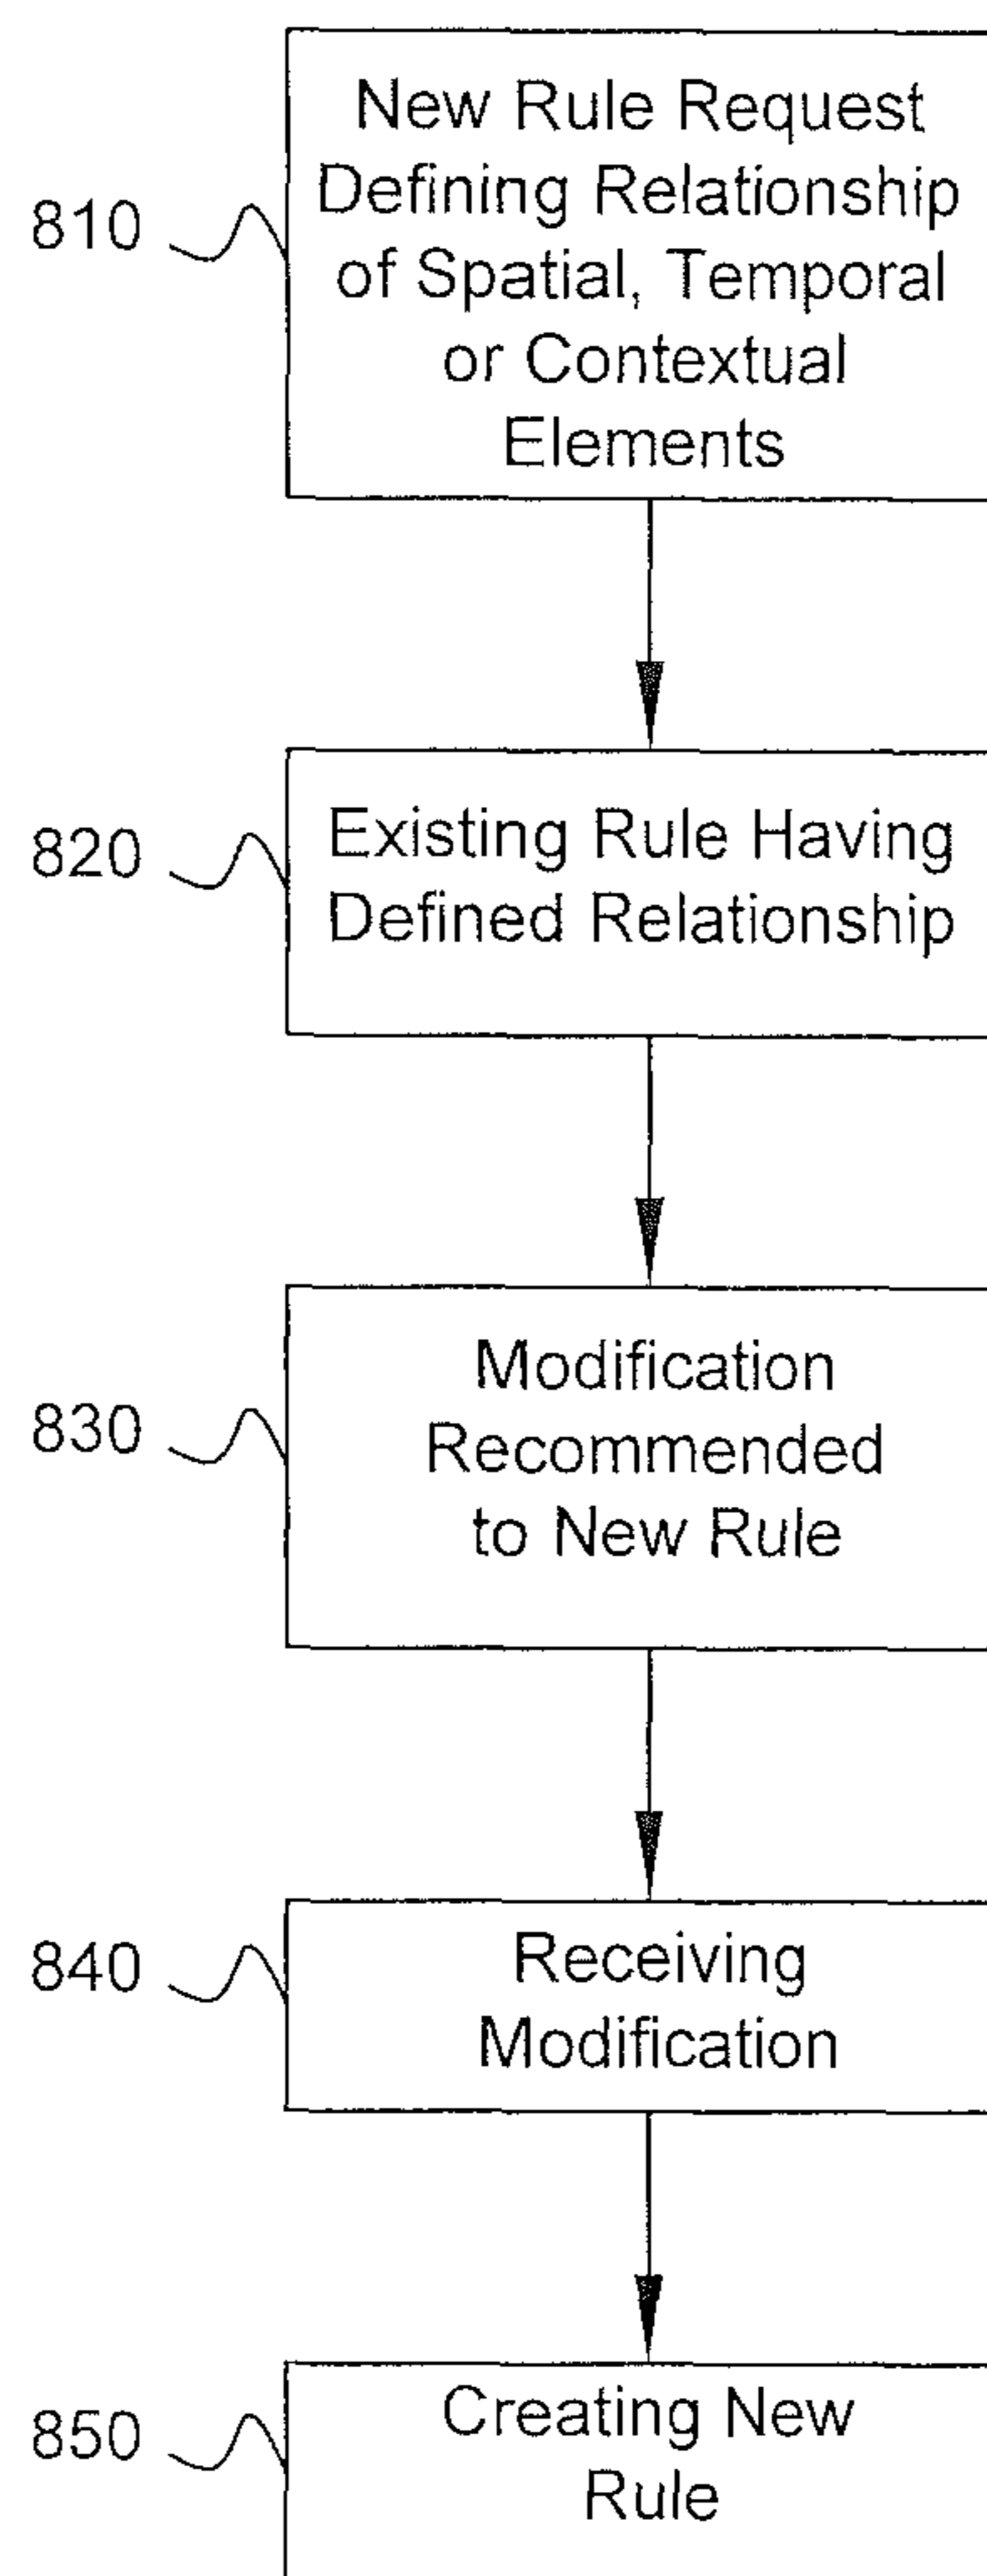 New Rule Request
Defining Relationship
810
of Spatial, Temporal
or Contextual
Elements
820
Existing Rule Having
Defined Relationship
Modification
830
Recommended
to New Rule
840
Receiving
Modification
850
Creating New
Rule